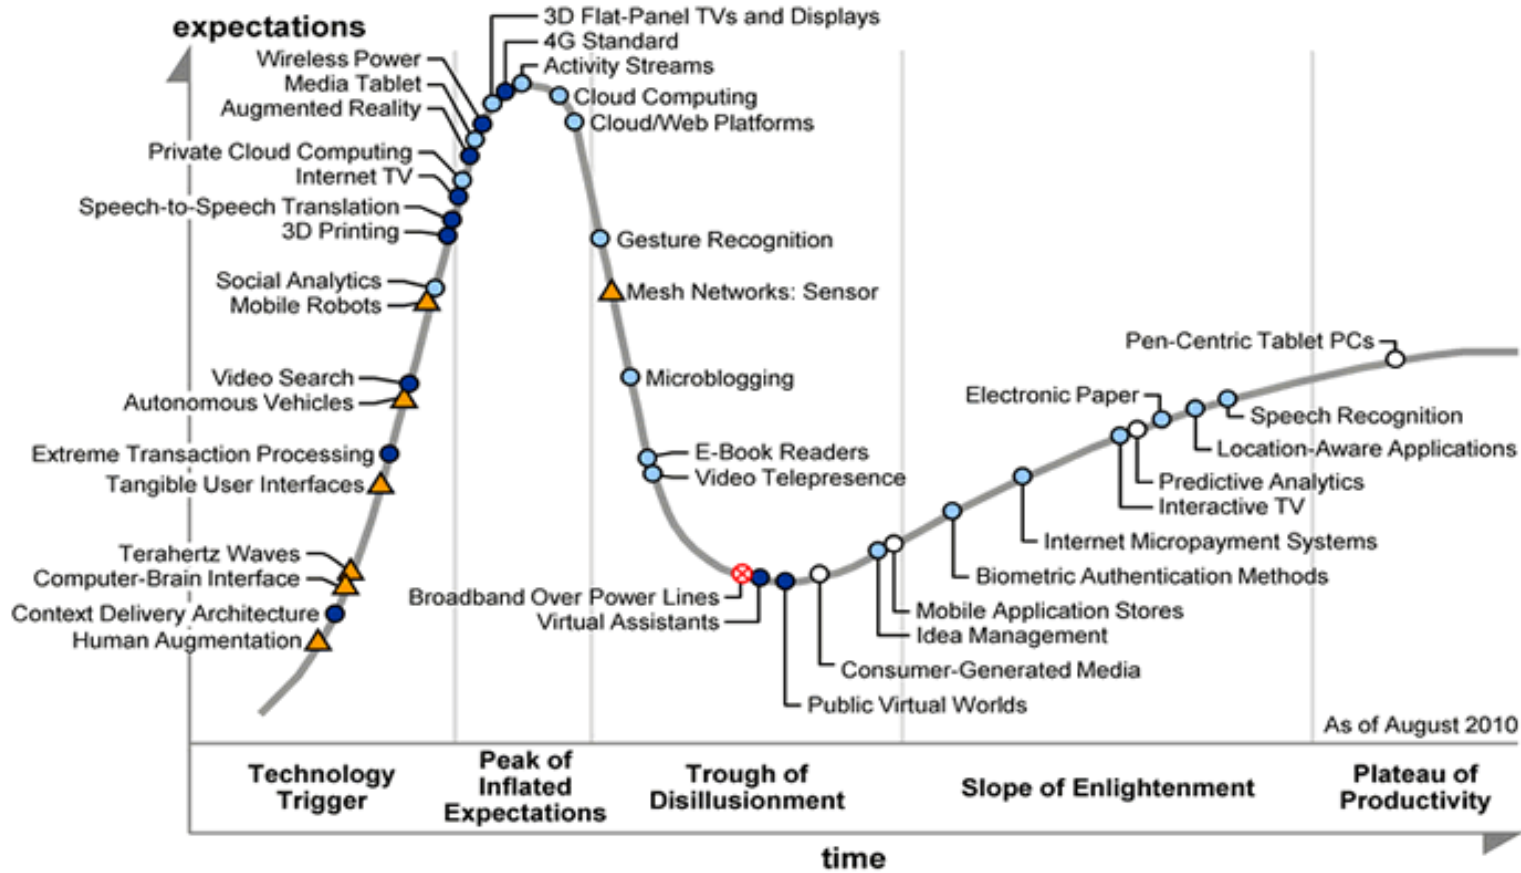 expectations
3D Flat-Panel TVs and Displays
4G Standard
Activity Streams
Wireless Power
Media Tablet
Augmented Reality
Cloud Computing
Cloud/Web Platforms
Private Cloud Computing
Internet TV
Speech-to-Speech Translation
3D Printing
Gesture Recognition
Social Analytics
Mobile Robots
Mesh Networks: Sensor
Video Search
Autonomous Vehicles
Microblogging
Extreme Transaction Processing
Tangible User Interfaces
E-Book Readers
Video Telepresence
Terahertz Waves
Computer-Brain Interface
Context Delivery Architecture
Human Augmentation
Broadband Over Power Lines
Virtual Assistants
Public Virtual Worlds
Consumer-Generated Media
Idea Management
Mobile Application Stores
Biometric Authentication Methods
Internet Micropayment Systems
Interactive TV
Predictive Analytics
Electronic Paper
Location-Aware Applications
Speech Recognition
Pen-Centric Tablet PCs
As of August 2010
Technology
Trigger
Peak of
Inflated
Expectations
Trough of
Disillusionment
Slope of Enlightenment
Plateau of
Productivity
time